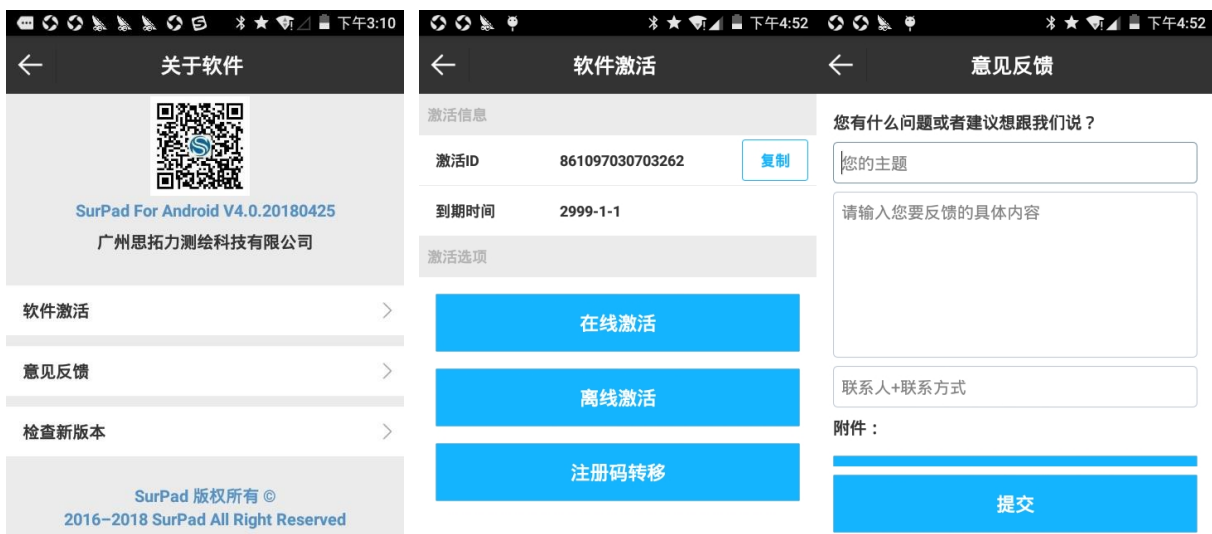 下午3:10
关于软件
SurPad For Android V4.0.20180425
广州思拓力测绘科技有限公司
软件激活
意见反馈
检查新版本
SurPad 版权所有 ©
2016-2018 SurPad All Right Reserved
下午4:52
软件激活
激活信息
激活ID 861097030703262 复制
到期时间 2999-1-1
激活选项
在线激活
离线激活
注册码转移
下午4:52
意见反馈
您有什么问题或者建议想跟我们说？
您的主题
请输入您要反馈的具体内容
联系人+联系方式
附件：
提交